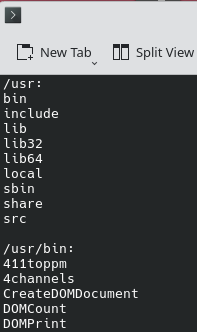 New Tab
Split View
/usr:
bin
include
lib
lib32
lib64
local
sbin
share
src
/usr/bin:
411toppm
4channels
CreateDOMDocument
DOMCount
DOMPrint